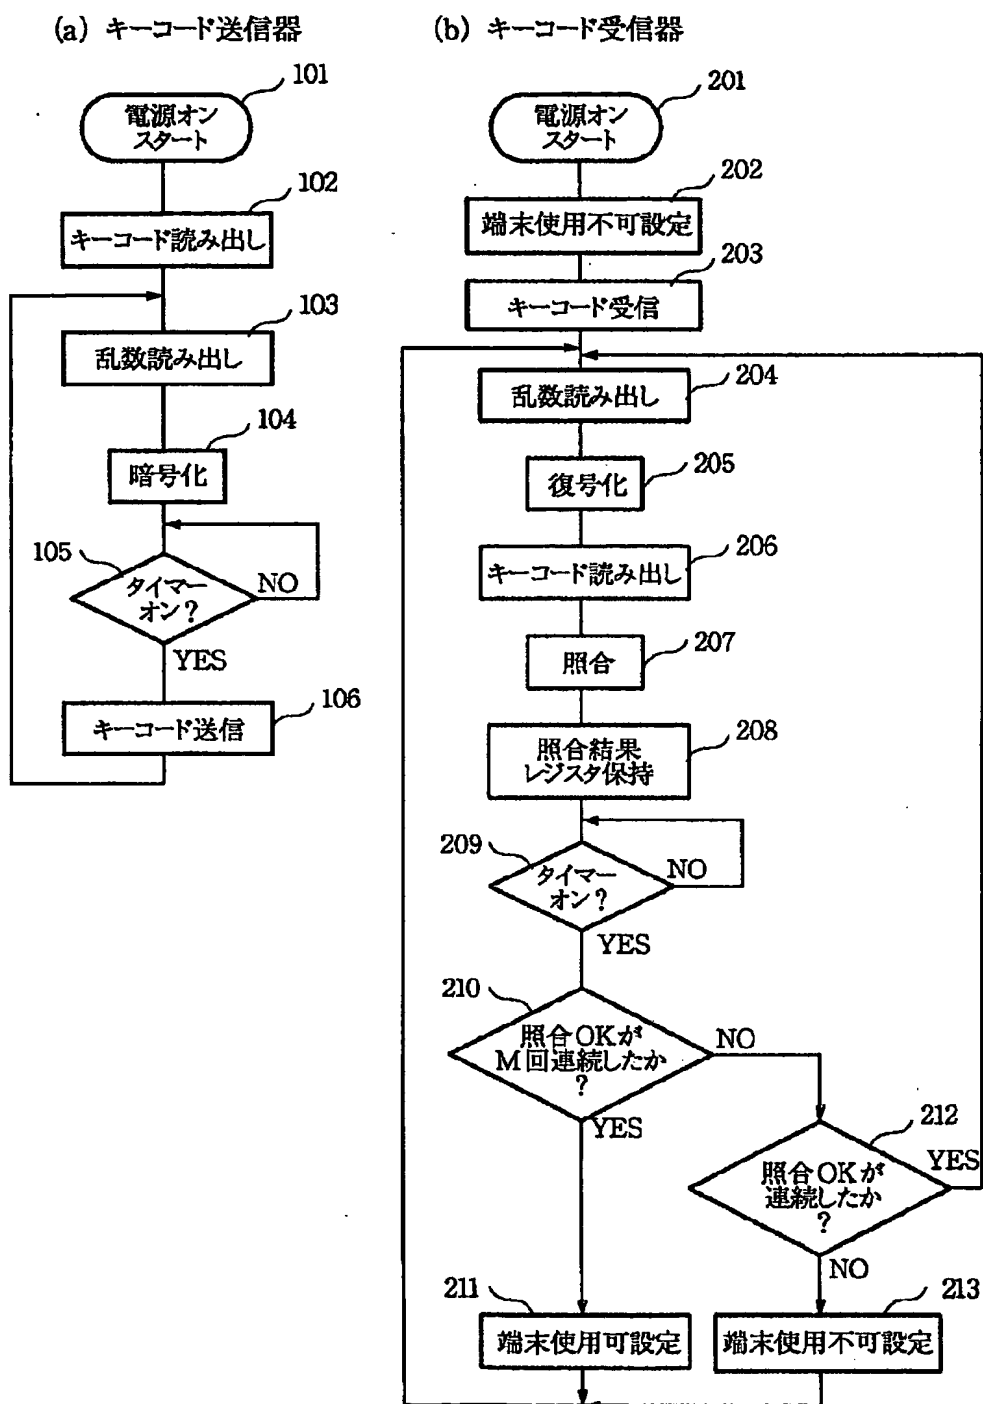 (a) キーコード送信器
101
電源オン
スタート
102
キーコード読み出し
103
乱数読み出し
104
暗号化
105
タイマー
オン?
NO
YES
106
キーコード送信
(b) キーコード受信器
201
電源オン
スタート
202
端末使用不可設定
203
キーコード受信
204
乱数読み出し
205
復号化
206
キーコード読み出し
207
照合
208
照合結果
レジスタ保持
209
タイマー
オン?
NO
YES
210
照合OKが
M回連続したか
?
NO
YES
212
照合OKが
連続したか
?
YES
NO
211
端末使用可設定
213
端末使用不可設定